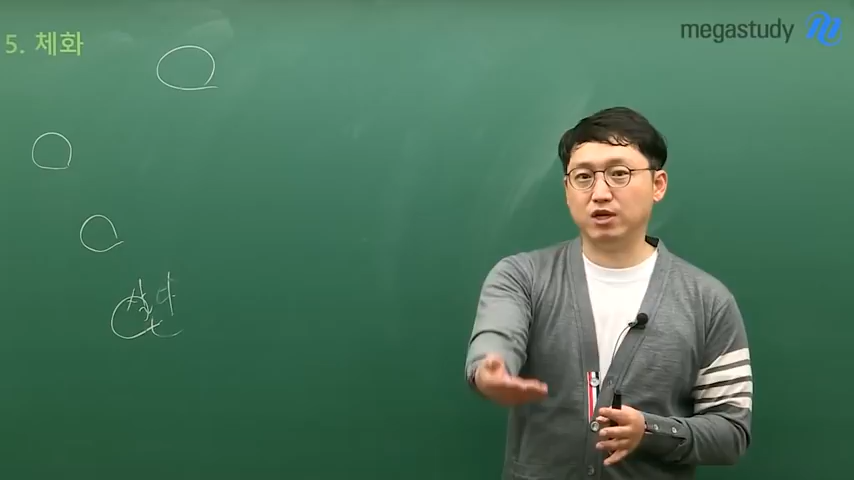 5. 체화
megastudy